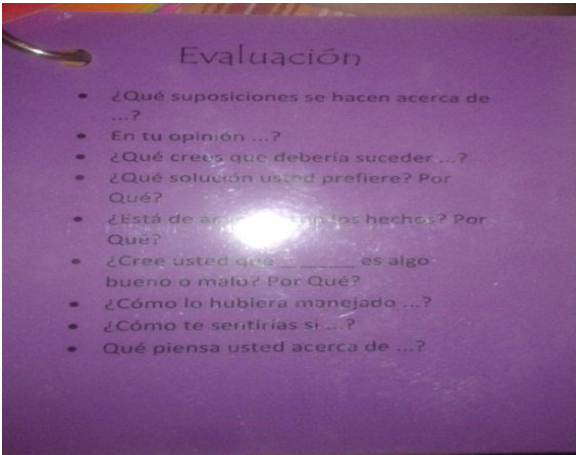 Evaluación
• ¿Qué suposiciones se hacen acerca de
...?
• En tu opinión ...?
• ¿Qué crees que debería suceder ...?
• ¿Qué solución usted prefiere? Por
Qué?
• ¿Está de los hechos? Por
Qué?
• ¿Cree usted que __ _____ es algo
bueno o malo? Por Qué?
• ¿Cómo lo hubiera manejado ...?
• ¿Cómo te sentirías si ...?
• Qué piensa usted acerca de ...?